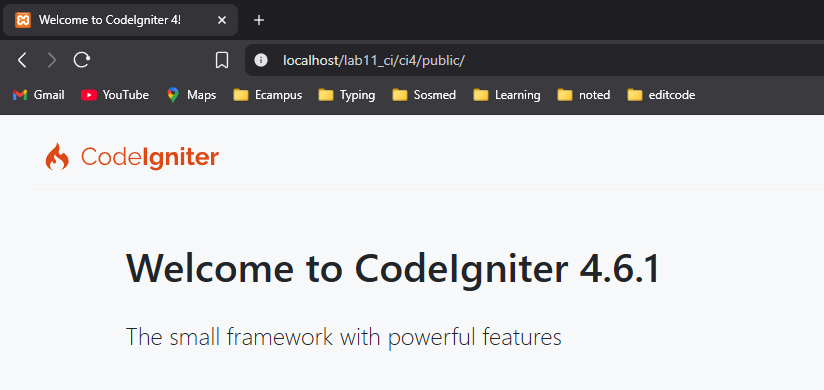 Welcome to CodeIgniter 4!
localhost/lab11_ci/ci4/public/
Gmail YouTube Maps Ecampus Typing Sosmed Learning noted editcode
CodeIgniter
Welcome to CodeIgniter 4.6.1
The small framework with powerful features